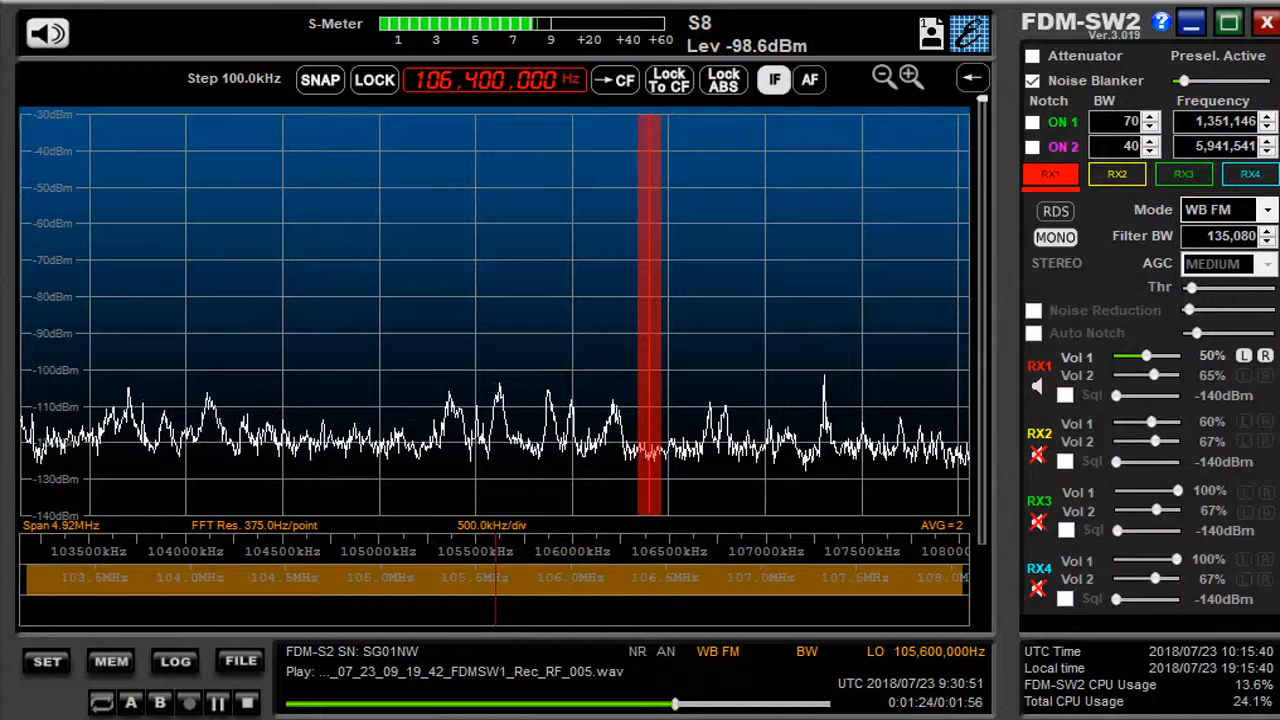 S-Meter
1 3 5 7 9 +20 +40 +60
S8
Lev -98.6dBm
1
FDM-SW2
?
Ver.3.019
Step 100.0kHz
SNAP
LOCK
106,400,000 Hz
→CF
Lock To CF
Lock ABS
IF
AF
-30dBm
-40dBm
-50dBm
-60dBm
-70dBm
-80dBm
-90dBm
-100dBm
-110dBm
-120dBm
-130dBm
-140dBm
Span 4.92MHz
FFT Res. 375.0Hz/point
500.0kHz/div
AVG = 2
103500kHz 104000kHz 104500kHz 105000kHz 105500kHz 106000kHz 106500kHz 107000kHz 107500kHz 108000
103.5MHz 104.0MHz 104.5MHz 105.0MHz 105.5MHz 106.0MHz 106.5MHz 107.0MHz 107.5MHz 108.0M
SET
MEM
LOG
FILE
A
B
FDM-S2 SN: SG01NW
NR AN
WB FM
BW
LO 105,600,000Hz
Play: ..._07_23_09_19_42_FDMSW1_Rec_RF_005.wav
UTC 2018/07/23 9:30:51
0:01:24/0:01:56
Attenuator
Presel. Active
Noise Blanker
Notch BW Frequency
ON 1 70 1,351,146
ON 2 40 5,941,541
RX1 RX2 RX3 RX4
RDS
Mode WB FM
MONO
Filter BW 135,080
STEREO
AGC MEDIUM
Thr
Noise Reduction
Auto Notch
RX1
Vol 1 50% L R
Vol 2 65% L R
Sql -140dBm
RX2
Vol 1 60% L R
Vol 2 67% L R
Sql -140dBm
RX3
Vol 1 100% L R
Vol 2 67% L R
Sql -140dBm
RX4
Vol 1 100% L R
Vol 2 67% L R
Sql -140dBm
UTC Time 2018/07/23 10:15:40
Local time 2018/07/23 19:15:40
FDM-SW2 CPU Usage 13.6%
Total CPU Usage 24.1%